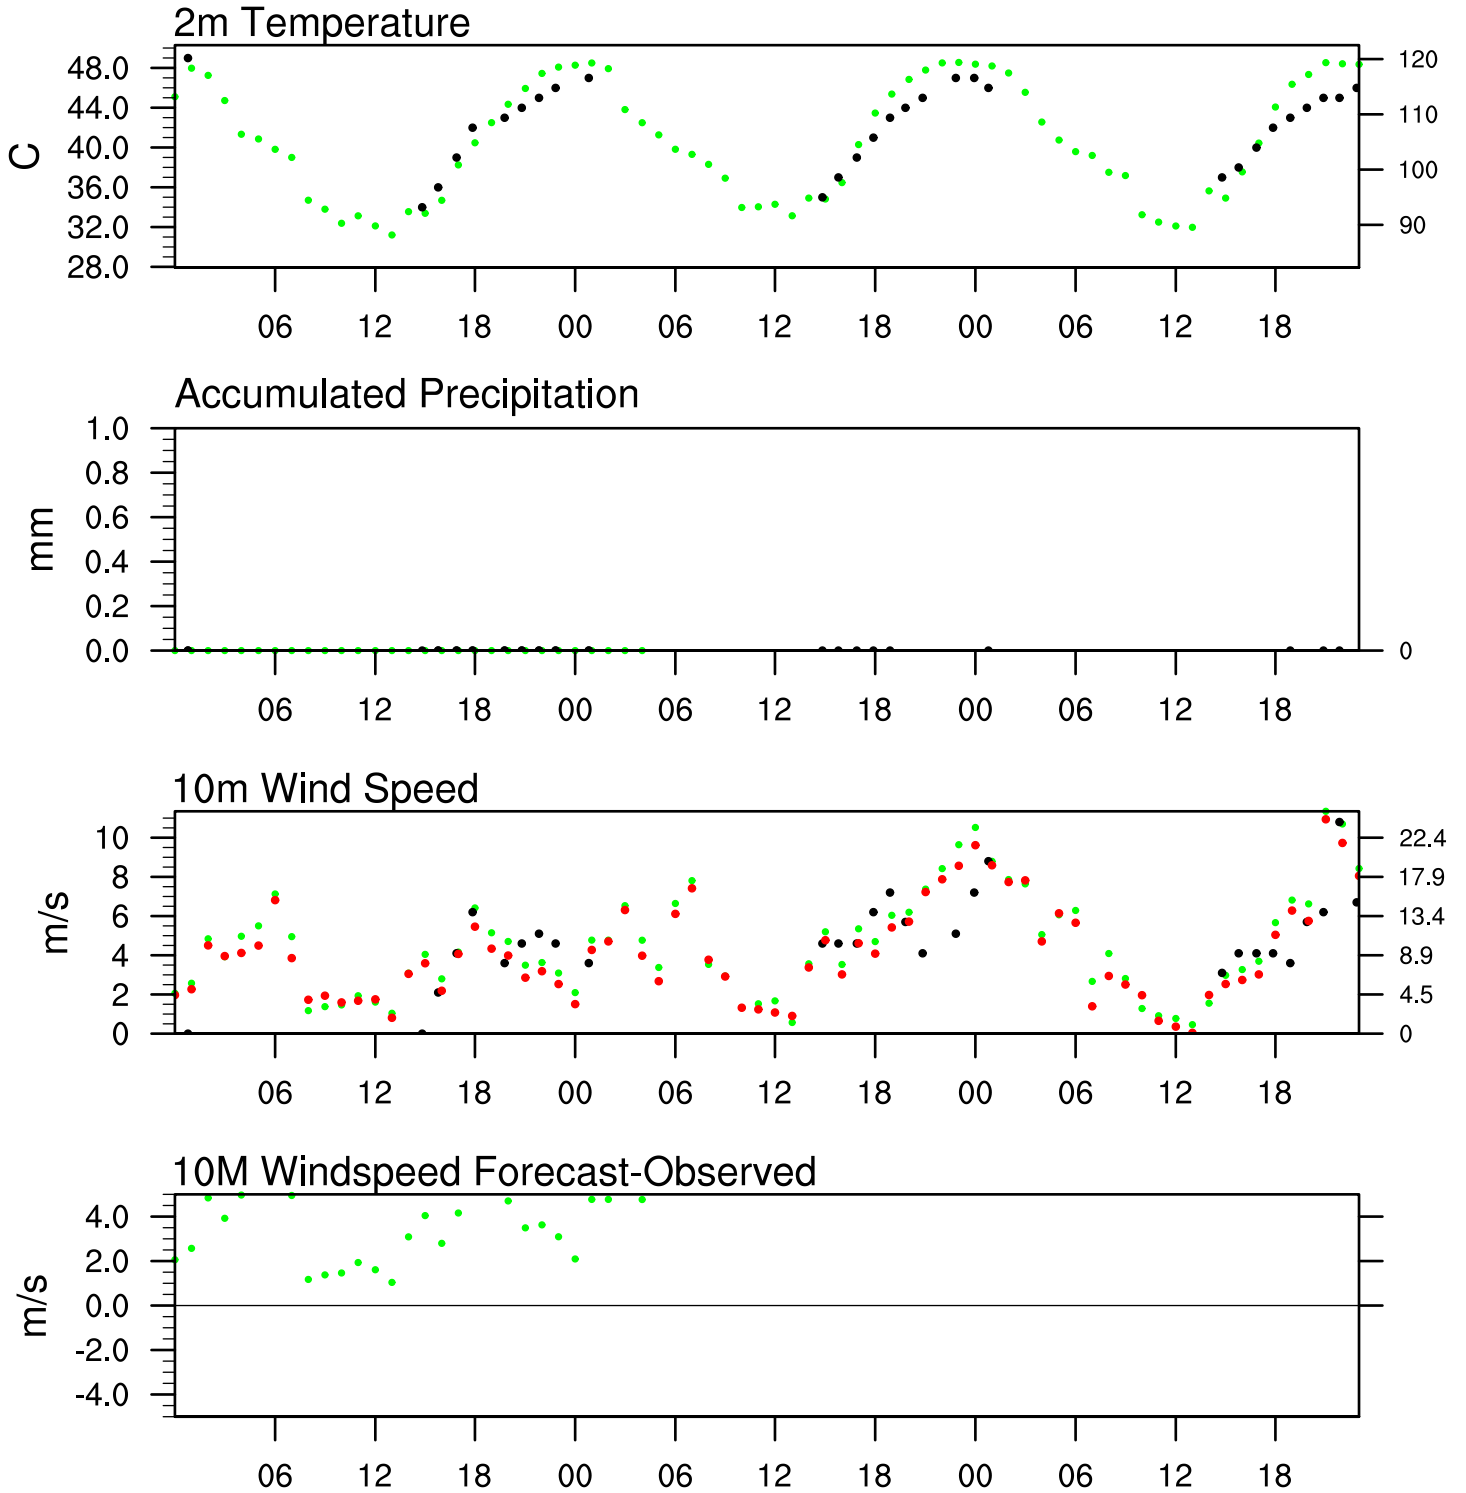 2m Temperature
48.0 120
44.0 110
40.0
C 100
36.0
32.0 90
28.0
06 12 18 00 06 12 18 00 06 12 18
Accumulated Precipitation
1.0
0.8
0.6
mm
0.4
0.2
0.0 0
06 12 18 00 06 12 18 00 06 12 18
10m Wind Speed
10 22.4
8 17.9
6 13.4
m/s
4 8.9
2 4.5
0 0
06 12 18 00 06 12 18 00 06 12 18
10M Windspeed Forecast-Observed
4.0
2.0
m/s
0.0
-2.0
-4.0
06 12 18 00 06 12 18 00 06 12 18